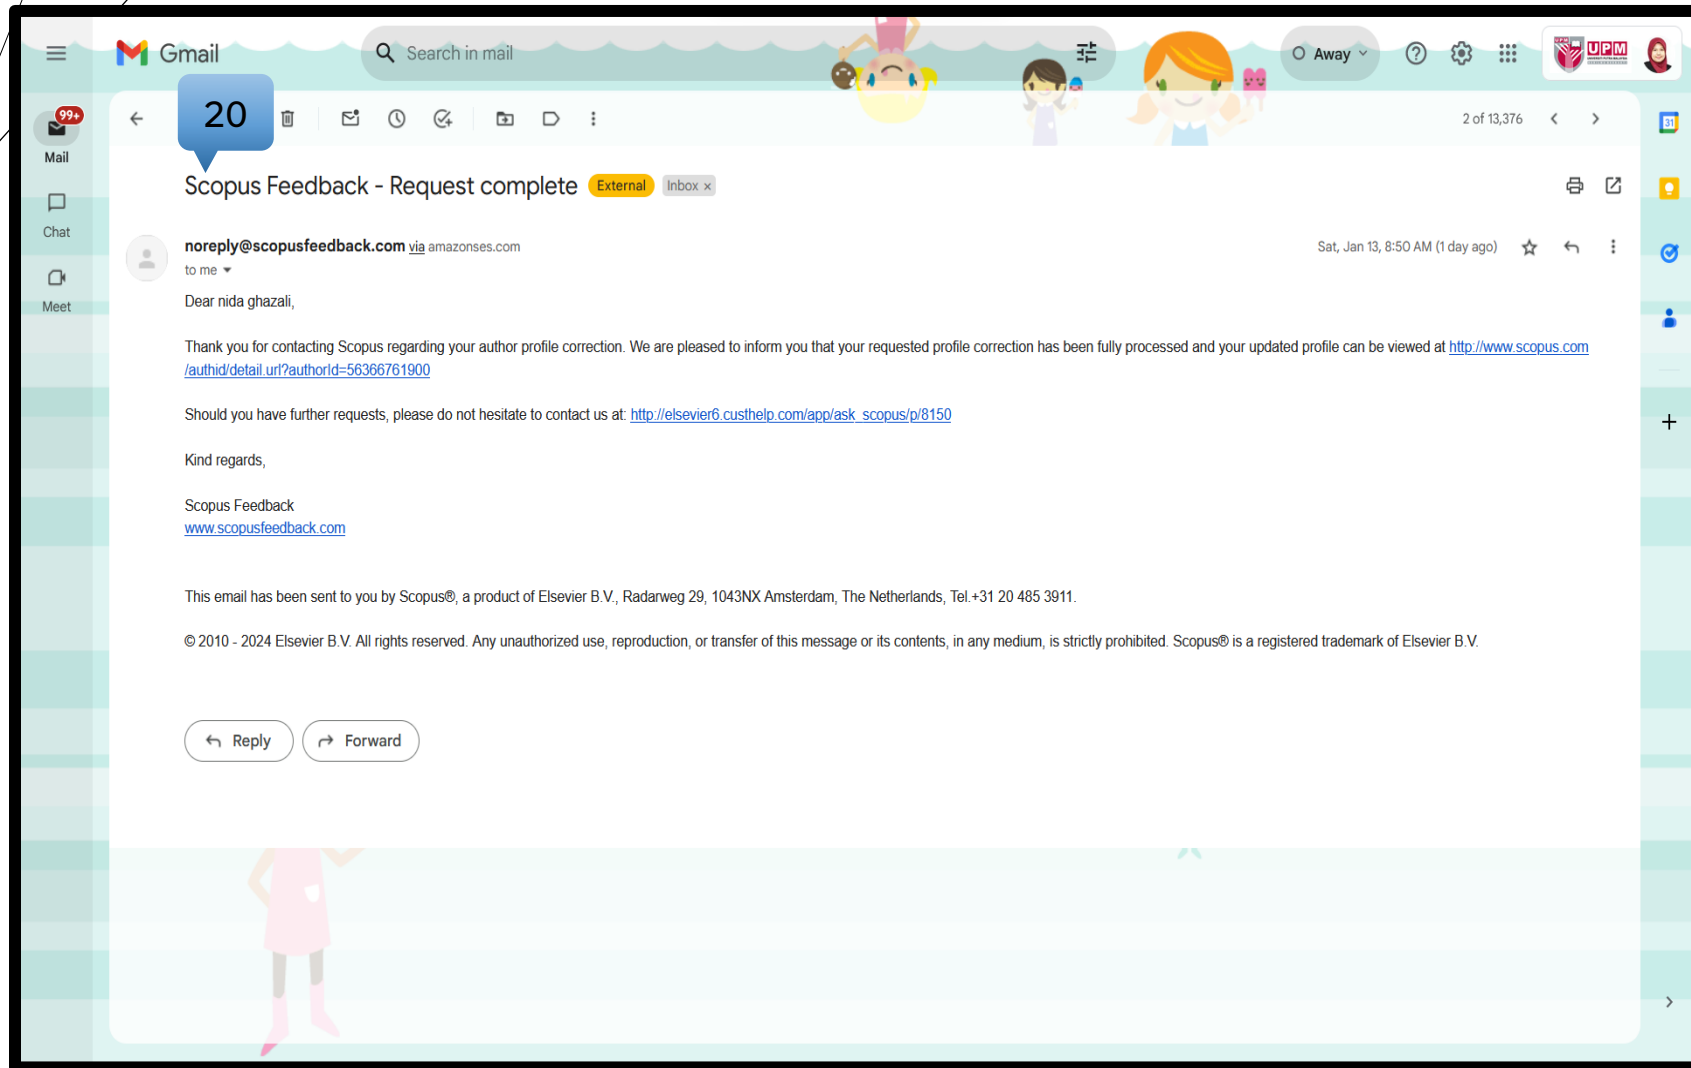 Gmail
Search in mail
Away
UPM
20
2 of 13,376
99+
Mail
Chat
Meet
31
Scopus Feedback - Request complete External Inbox ×
noreply@scopusfeedback.com via amazonses.com
Sat, Jan 13, 8:50 AM (1 day ago)
to me
Dear nida ghazali,
Thank you for contacting Scopus regarding your author profile correction. We are pleased to inform you that your requested profile correction has been fully processed and your updated profile can be viewed at http://www.scopus.com
/authid/detail.url?authorId=56366761900
Should you have further requests, please do not hesitate to contact us at: http://elsevier6.custhelp.com/app/ask_scopus/p/8150
Kind regards,
Scopus Feedback
www.scopusfeedback.com
This email has been sent to you by Scopus®, a product of Elsevier B.V., Radarweg 29, 1043NX Amsterdam, The Netherlands, Tel.+31 20 485 3911.
© 2010 - 2024 Elsevier B.V. All rights reserved. Any unauthorized use, reproduction, or transfer of this message or its contents, in any medium, is strictly prohibited. Scopus® is a registered trademark of Elsevier B.V.
Reply
Forward